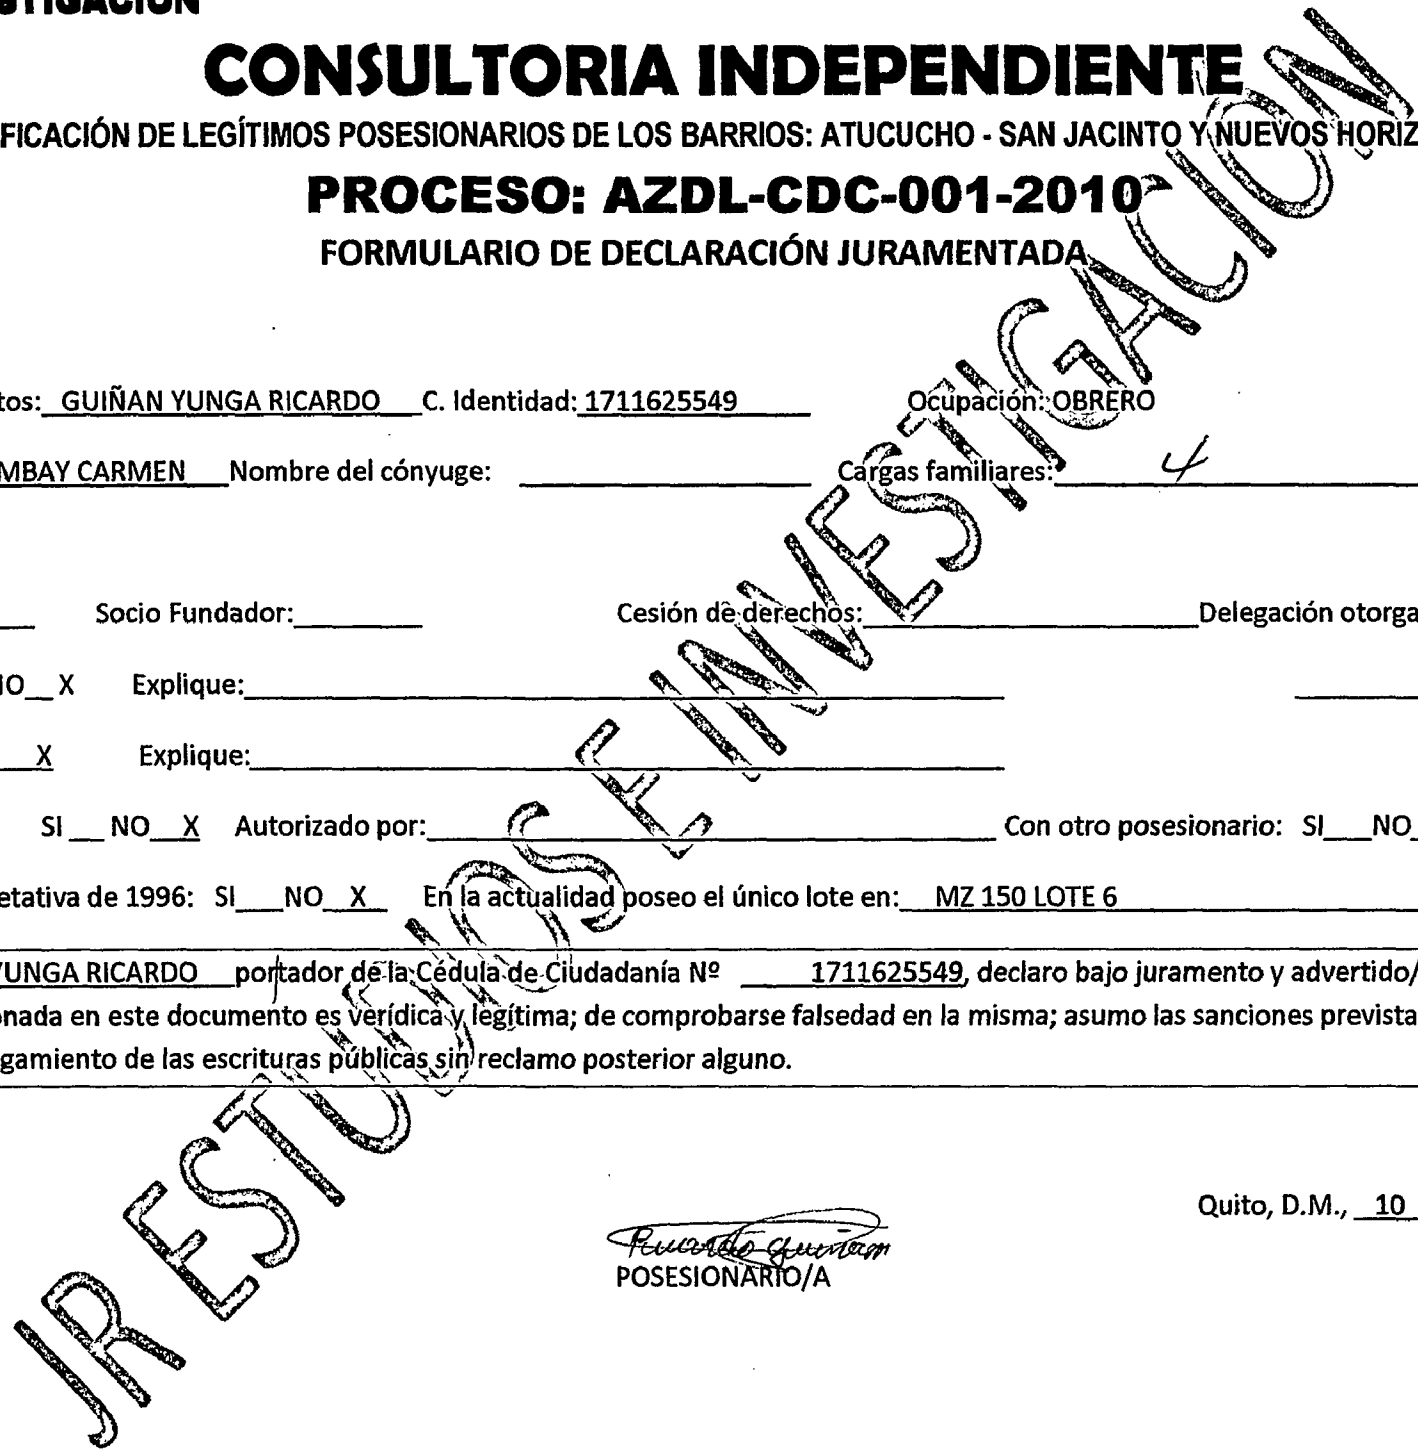 STIGACIÓN
CONSULTORIA INDEPENDIENTE
FICACIÓN DE LEGÍTIMOS POSESIONARIOS DE LOS BARRIOS: ATUCUCHO - SAN JACINTO Y NUEVOS HORIZ
PROCESO: AZDL-CDC-001-2010
FORMULARIO DE DECLARACIÓN JURAMENTADA
tos: GUIÑAN YUNGA RICARDO C. Identidad: 1711625549 Ocupación: OBRERO
MBAY CARMEN Nombre del cónyuge: Cargas familiares: 4
Socio Fundador: Cesión de derechos: Delegación otorga
IO X Explique:
X Explique:
SI NO X Autorizado por: Con otro posesionario: SI NO
etativa de 1996: SI NO X En la actualidad poseo el único lote en: MZ 150 LOTE 6
YUNGA RICARDO portador de la Cédula de Ciudadanía Nº 1711625549, declaro bajo juramento y advertido/
onada en este documento es verídica y legítima; de comprobarse falsedad en la misma; asumo las sanciones prevista
gamiento de las escrituras públicas sin reclamo posterior alguno.
Quito, D.M., 10
Ricardo Guiñan
POSESIONARIO/A
JR ESTUDIOS E INVESTIGACION